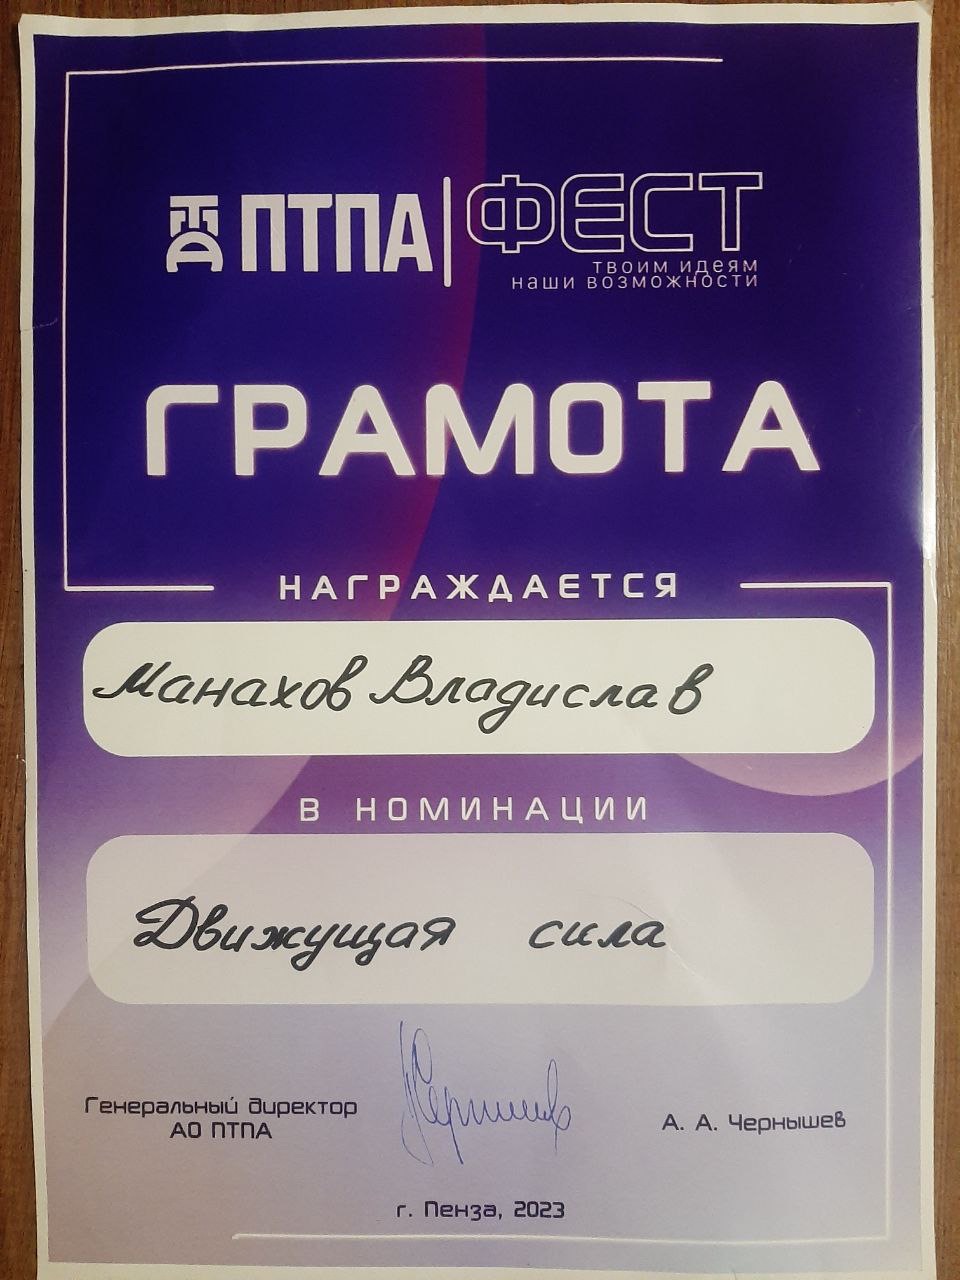 ПТПА ФЕСТ
ТВОИМ ИДЕЯМ
НАШИ ВОЗМОЖНОСТИ
ГРАМОТА
НАГРАЖДАЕТСЯ
Манахов Владислав
В НОМИНАЦИИ
Движущая сила
Генеральный директор
АО ПТПА
Чернышев
А. А. Чернышев
г. Пенза, 2023